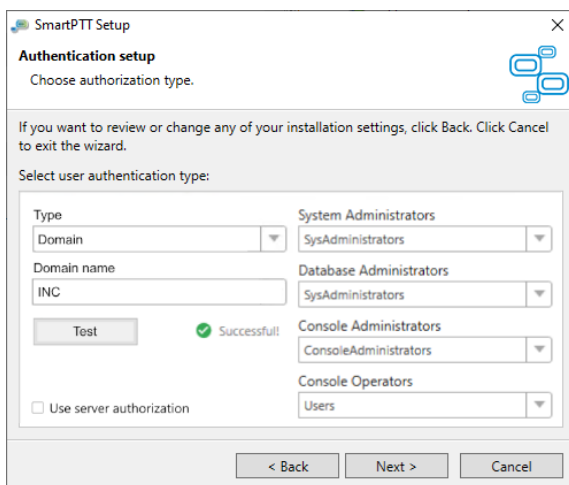 SmartPTT Setup
Authentication setup
Choose authorization type.
If you want to review or change any of your installation settings, click Back. Click Cancel
to exit the wizard.
Select user authentication type:
Type
Domain
Domain name
INC
Test
Successful!
Use server authorization
System Administrators
SysAdministrators
Database Administrators
SysAdministrators
Console Administrators
ConsoleAdministrators
Console Operators
Users
< Back
Next >
Cancel